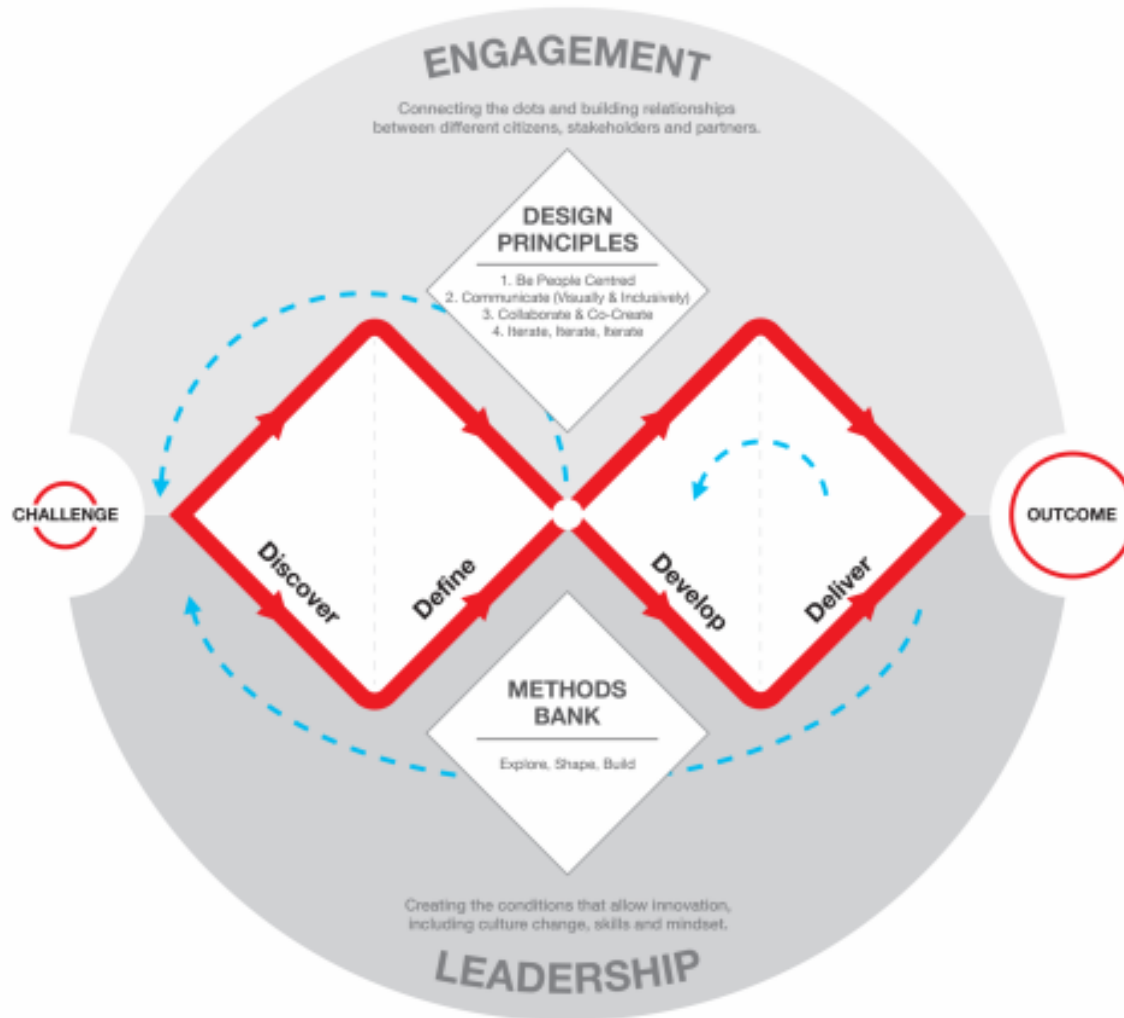 ENGAGEMENT
Connecting the dots and building relationships
between different citizens, stakeholders and partners.
DESIGN
PRINCIPLES
1. Be People Centred
2. Communicate (Visually & Inclusively)
3. Collaborate & Co-Create
4. Iterate, Iterate, Iterate
CHALLENGE
OUTCOME
Discover
Define
Develop
Deliver
METHODS
BANK
Explore, Shape, Build
Creating the conditions that allow innovation,
including culture change, skills and mindset.
LEADERSHIP